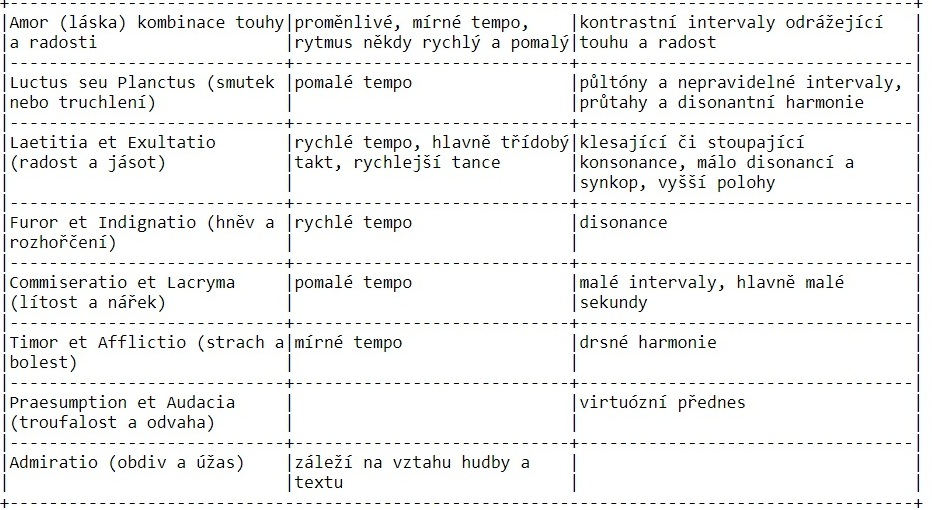 Amor (láska) kombinace touhy |proměnlivé, mírné tempo, |kontrastní intervaly odrážející
a radosti |rytmus někdy rychlý a pomalý|touhu a radost
Luctus seu Planctus (smutek |pomalé tempo |půltóny a nepravidelné intervaly,
nebo truchlení) | |průtahy a disonantní harmonie
Laetitia et Exultatio |rychlé tempo, hlavně třídobý|klesající či stoupající
(radost a jásot) |takt, rychlejší tance |konsonance, málo disonancí a
| |synkop, vyšší polohy
Furor et Indignatio (hněv a |rychlé tempo |disonance
rozhořčení)
Commiseratio et Lacryma |pomalé tempo |malé intervaly, hlavně malé
(lítost a nářek) | |sekundy
Timor et Afflictio (strach a|mírné tempo |drsné harmonie
bolest)
Praesumption et Audacia | |virtuózní přednes
(troufalost a odvaha)
Admiratio (obdiv a úžas) |záleží na vztahu hudby a
|textu